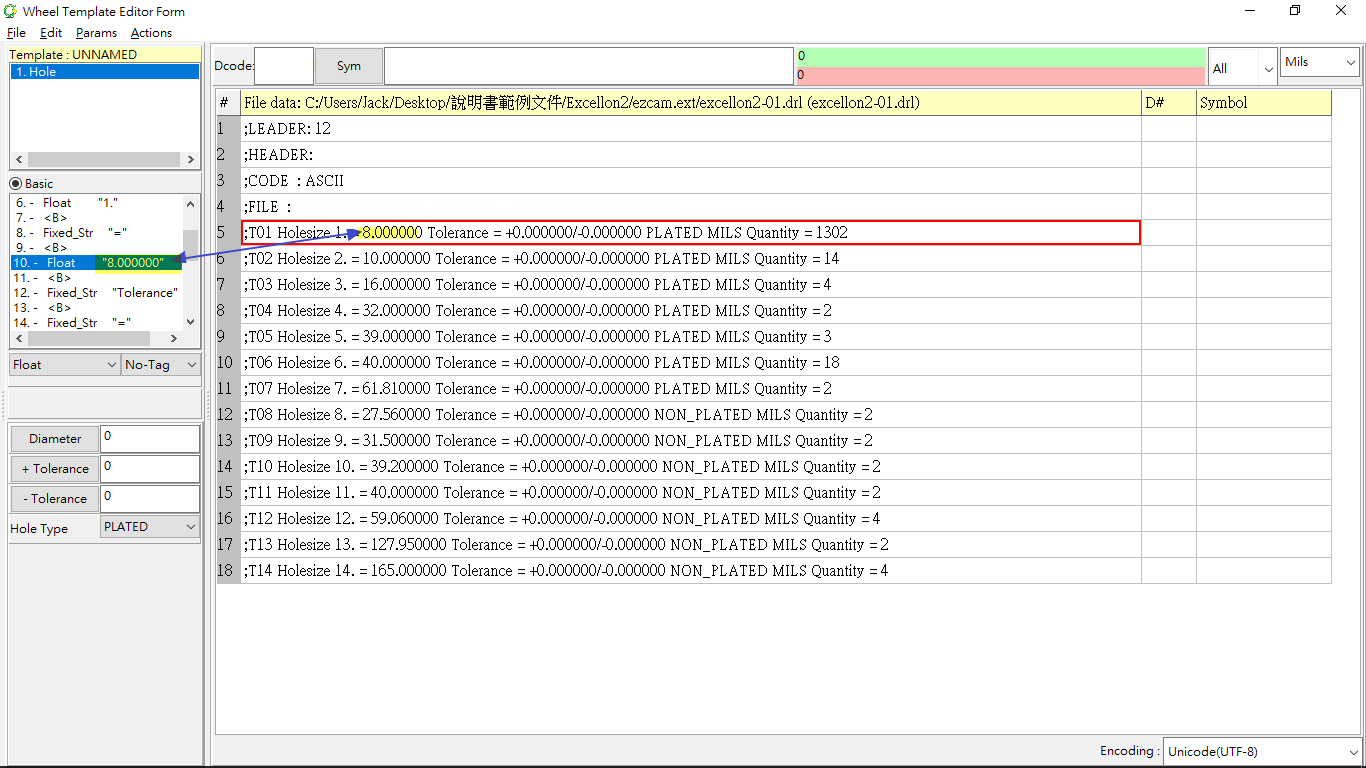 Wheel Template Editor Form
File Edit Params Actions
Template : UNNAMED
1. Hole
Basic
6. - Float "1."
7. - <B>
8. - Fixed_Str "="
9. - <B>
10. - Float "8.000000"
11. - <B>
12. - Fixed_Str "Tolerance"
13. - <B>
14. - Fixed_Str "="
Float No-Tag
Diameter 0
+ Tolerance 0
- Tolerance 0
Hole Type PLATED
Dcode: Sym
0
0
All Mils
# File data: C:/Users/Jack/Desktop/說明書範例文件/Excellon2/ezcam.ext/excellon2-01.drl (excellon2-01.drl) D# Symbol
1 ;LEADER: 12
2 ;HEADER:
3 ;CODE : ASCII
4 ;FILE :
5 ;T01 Holesize 1. 8.000000 Tolerance = +0.000000/-0.000000 PLATED MILS Quantity = 1302
6 ;T02 Holesize 2. = 10.000000 Tolerance = +0.000000/-0.000000 PLATED MILS Quantity = 14
7 ;T03 Holesize 3. = 16.000000 Tolerance = +0.000000/-0.000000 PLATED MILS Quantity = 4
8 ;T04 Holesize 4. = 32.000000 Tolerance = +0.000000/-0.000000 PLATED MILS Quantity = 2
9 ;T05 Holesize 5. = 39.000000 Tolerance = +0.000000/-0.000000 PLATED MILS Quantity = 3
10 ;T06 Holesize 6. = 40.000000 Tolerance = +0.000000/-0.000000 PLATED MILS Quantity = 18
11 ;T07 Holesize 7. = 61.810000 Tolerance = +0.000000/-0.000000 PLATED MILS Quantity = 2
12 ;T08 Holesize 8. = 27.560000 Tolerance = +0.000000/-0.000000 NON_PLATED MILS Quantity = 2
13 ;T09 Holesize 9. = 31.500000 Tolerance = +0.000000/-0.000000 NON_PLATED MILS Quantity = 2
14 ;T10 Holesize 10. = 39.200000 Tolerance = +0.000000/-0.000000 NON_PLATED MILS Quantity = 2
15 ;T11 Holesize 11. = 40.000000 Tolerance = +0.000000/-0.000000 NON_PLATED MILS Quantity = 2
16 ;T12 Holesize 12. = 59.060000 Tolerance = +0.000000/-0.000000 NON_PLATED MILS Quantity = 4
17 ;T13 Holesize 13. = 127.950000 Tolerance = +0.000000/-0.000000 NON_PLATED MILS Quantity = 2
18 ;T14 Holesize 14. = 165.000000 Tolerance = +0.000000/-0.000000 NON_PLATED MILS Quantity = 4
Encoding : Unicode(UTF-8)